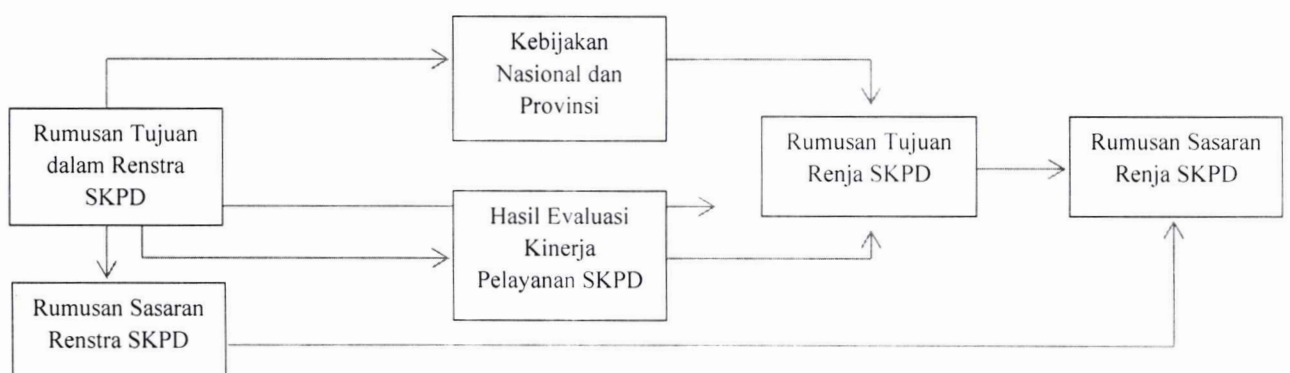 Kebijakan
Nasional dan
Provinsi
Rumusan Tujuan
dalam Renstra
SKPD
Rumusan Tujuan
Renja SKPD
Rumusan Sasaran
Renja SKPD
Hasil Evaluasi
Kinerja
Pelayanan SKPD
Rumusan Sasaran
Renstra SKPD